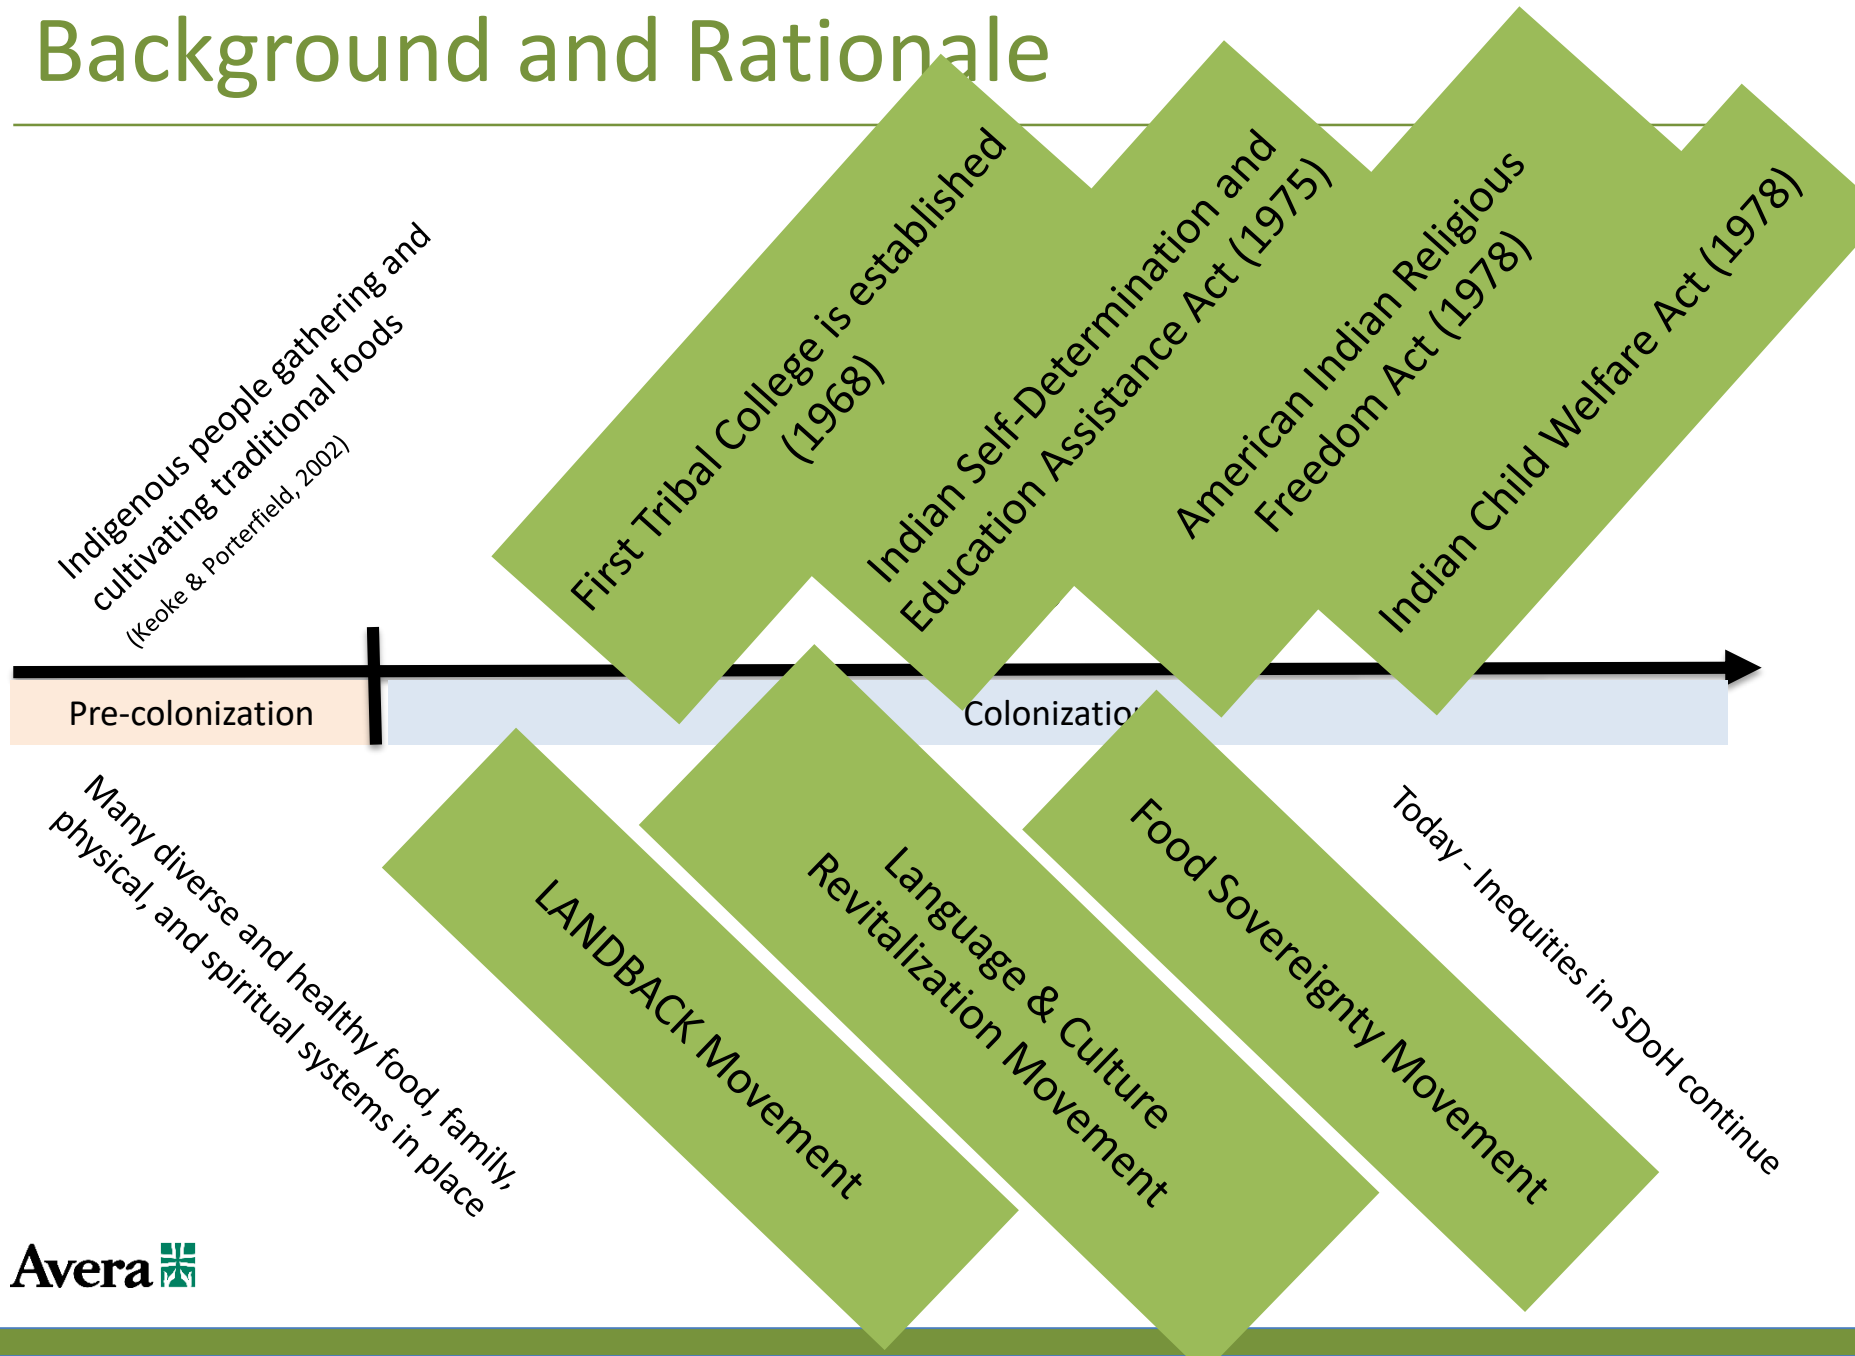 Background and Rationale
Indigenous people gathering and
cultivating traditional foods
(Keoke & Porterfield, 2002)
First Tribal College is established
(1968)
Indian Self-Determination and
Education Assistance Act (1975)
American Indian Religious
Freedom Act (1978)
Indian Child Welfare Act (1978)
Pre-colonization
Colonization
Many diverse and healthy food, family,
physical, and spiritual systems in place
LANDBACK Movement
Language & Culture
Revitalization Movement
Food Sovereignty Movement
Today - Inequities in SDoH continue
Avera